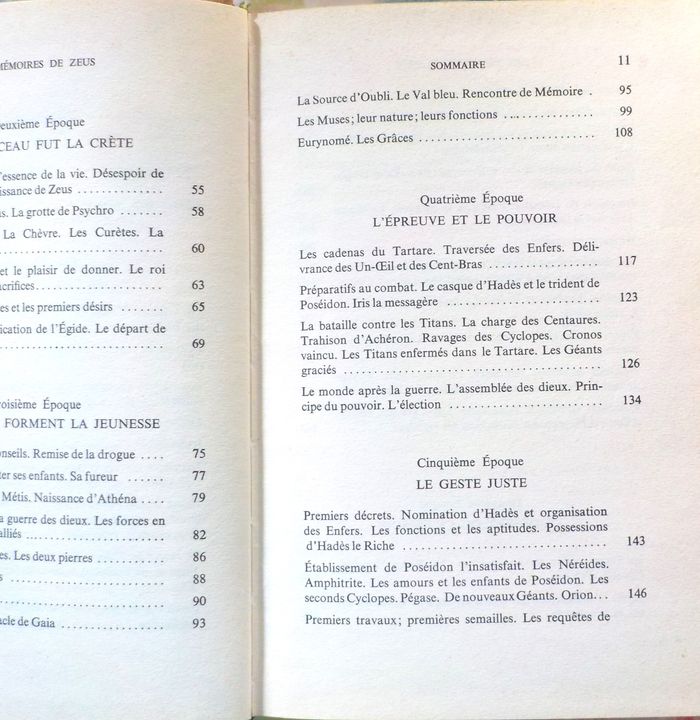 MÉMOIRES DE ZEUS
Deuxième Époque
CEAU FUT LA CRÈTE
l'essence de la vie. Désespoir de
issance de Zeus .............. 55
La grotte de Psychro ....... 58
La Chèvre. Les Curètes. La
.............. 60
et le plaisir de donner. Le roi
crifices .............. 63
es et les premiers désirs ....... 65
ication de l'Égide. Le départ de
.............. 69
roisième Époque
FORMENT LA JEUNESSE
onseils. Remise de la drogue .... 75
ter ses enfants. Sa fureur ...... 77
Métis. Naissance d'Athéna .... 79
a guerre des dieux. Les forces en
alliés .............. 82
es. Les deux pierres ........ 86
s .............. 88
.............. 90
acle de Gaia .............. 93
SOMMAIRE 11
La Source d'Oubli. Le Val bleu. Rencontre de Mémoire . 95
Les Muses ; leur nature ; leurs fonctions .............. 99
Eurynomé. Les Grâces .............. 108
Quatrième Époque
L'ÉPREUVE ET LE POUVOIR
Les cadenas du Tartare. Traversée des Enfers. Déli-
vrance des Un-Œil et des Cent-Bras .............. 117
Préparatifs au combat. Le casque d'Hadès et le trident de
Poséidon. Iris la messagère .............. 123
La bataille contre les Titans. La charge des Centaures.
Trahison d'Achéron. Ravages des Cyclopes. Cronos
vaincu. Les Titans enfermés dans le Tartare. Les Géants
graciés .............. 126
Le monde après la guerre. L'assemblée des dieux. Prin-
cipe du pouvoir. L'élection .............. 134
Cinquième Époque
LE GESTE JUSTE
Premiers décrets. Nomination d'Hadès et organisation
des Enfers. Les fonctions et les aptitudes. Possessions
d'Hadès le Riche .............. 143
Établissement de Poséidon l'insatisfait. Les Néréides.
Amphitrite. Les amours et les enfants de Poséidon. Les
seconds Cyclopes. Pégase. De nouveaux Géants. Orion... 146
Premiers travaux ; premières semailles. Les requêtes de